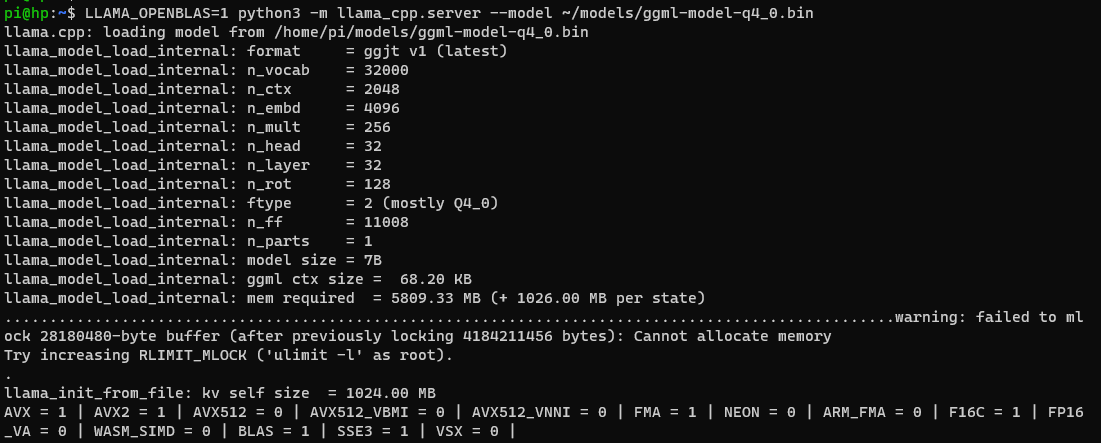 pi@hp:~$ LLAMA_OPENBLAS=1 python3 -m llama_cpp.server --model ~/models/ggml-model-q4_0.bin
llama.cpp: loading model from /home/pi/models/ggml-model-q4_0.bin
llama_model_load_internal: format     = ggjt v1 (latest)
llama_model_load_internal: n_vocab    = 32000
llama_model_load_internal: n_ctx      = 2048
llama_model_load_internal: n_embd     = 4096
llama_model_load_internal: n_mult     = 256
llama_model_load_internal: n_head     = 32
llama_model_load_internal: n_layer    = 32
llama_model_load_internal: n_rot      = 128
llama_model_load_internal: ftype      = 2 (mostly Q4_0)
llama_model_load_internal: n_ff       = 11008
llama_model_load_internal: n_parts    = 1
llama_model_load_internal: model size = 7B
llama_model_load_internal: ggml ctx size =  68.20 KB
llama_model_load_internal: mem required  = 5809.33 MB (+ 1026.00 MB per state)
...................................................................................................warning: failed to ml
ock 28180480-byte buffer (after previously locking 4184211456 bytes): Cannot allocate memory
Try increasing RLIMIT_MLOCK ('ulimit -l' as root).
.
llama_init_from_file: kv self size  = 1024.00 MB
AVX = 1 | AVX2 = 1 | AVX512 = 0 | AVX512_VBMI = 0 | AVX512_VNNI = 0 | FMA = 1 | NEON = 0 | ARM_FMA = 0 | F16C = 1 | FP16
_VA = 0 | WASM_SIMD = 0 | BLAS = 1 | SSE3 = 1 | VSX = 0 |